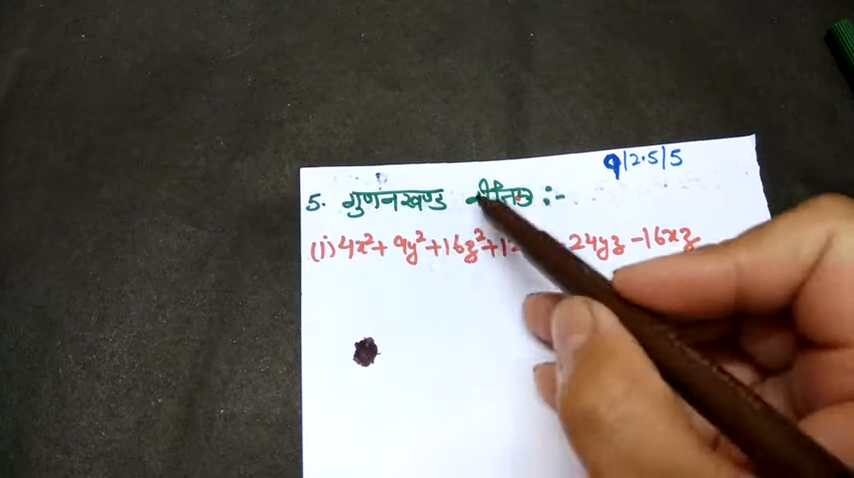 9/2.5/5
5. गुणनखण्ड :-
(i) 4x²+ 9y²+16z²+1 24yz -16xz